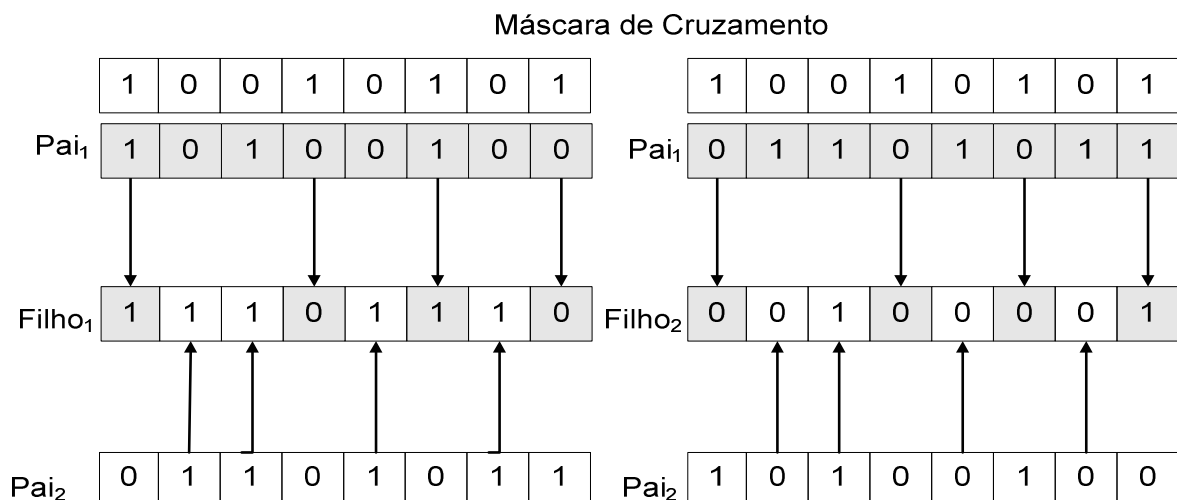 Máscara de Cruzamento
1 0 0 1 0 1 0 1 1 0 0 1 0 1 0 1
Pai₁ 1 0 1 0 0 1 0 0 Pai₁ 0 1 1 0 1 0 1 1
Filho₁ 1 1 1 0 1 1 1 0 Filho₂ 0 0 1 0 0 0 0 1
Pai₂ 0 1 1 0 1 0 1 1 Pai₂ 1 0 1 0 0 1 0 0